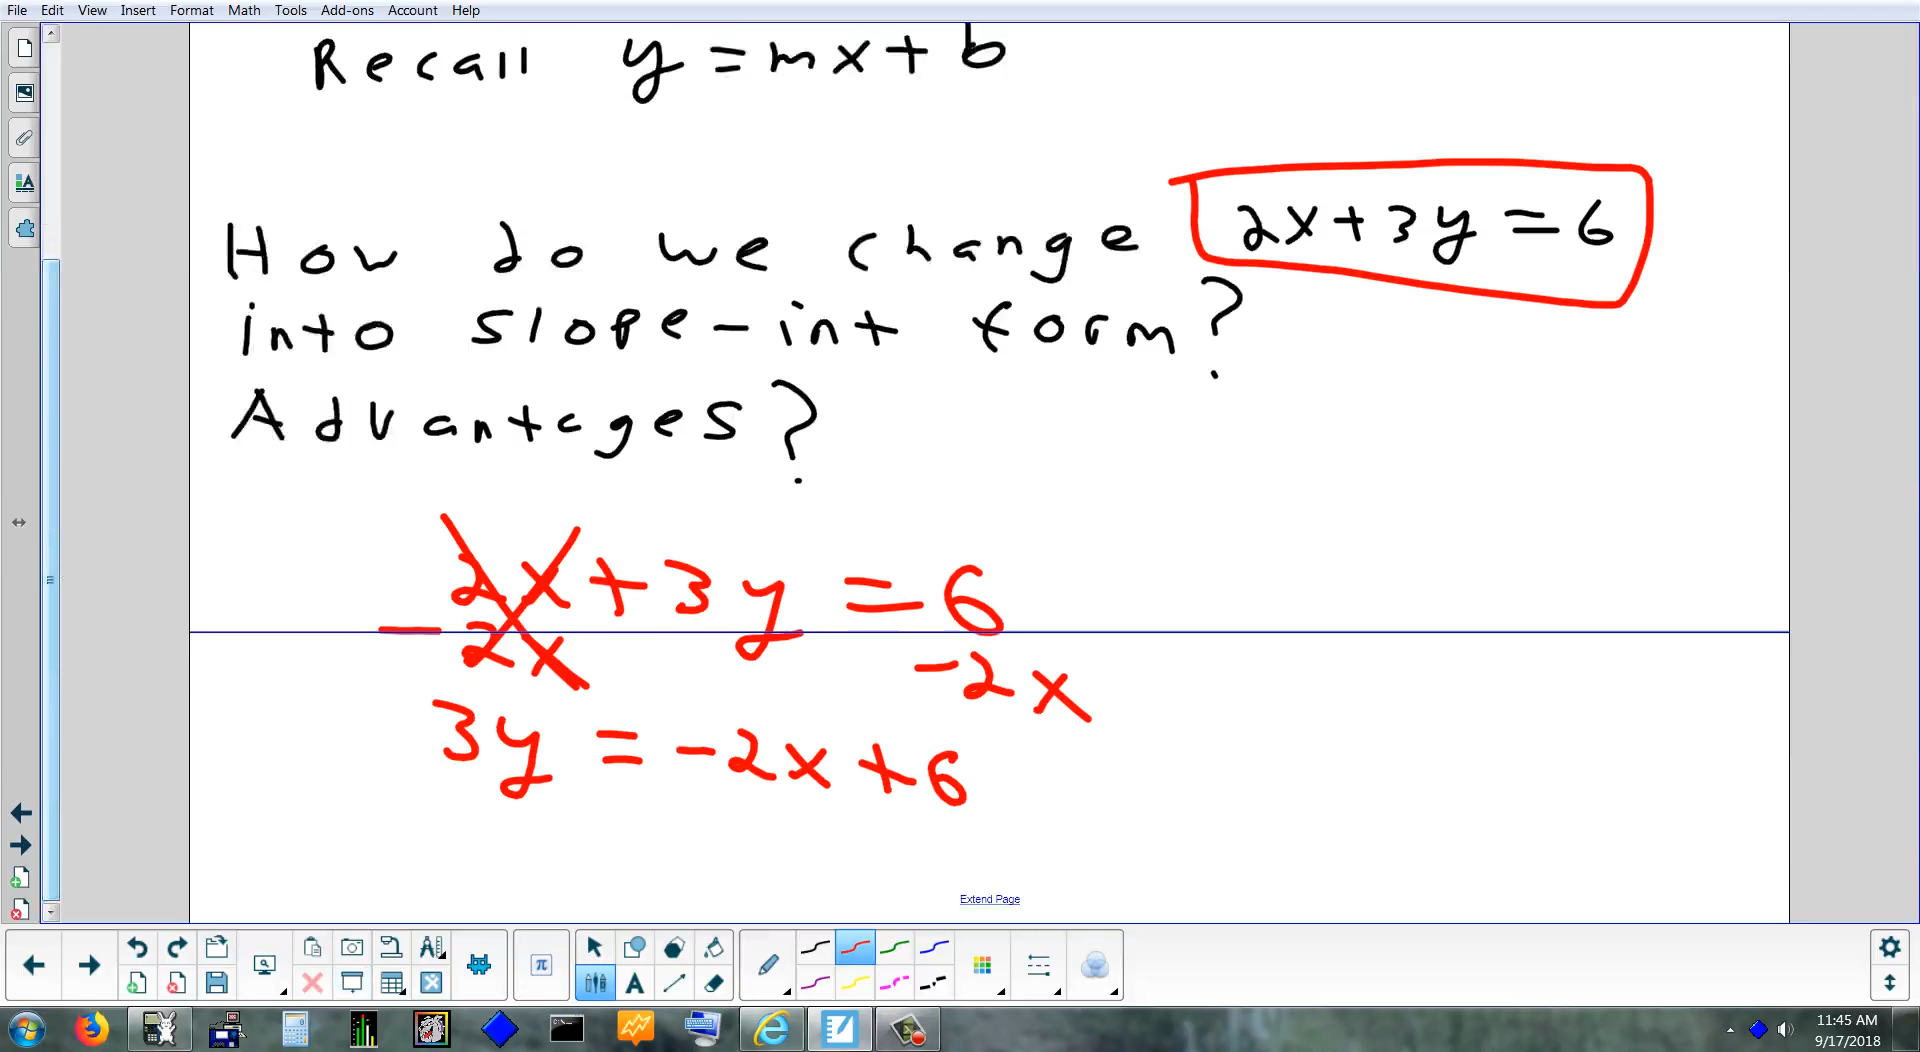 File Edit View Insert Format Math Tools Add-ons Account Help
Recall y = mx + b
How do we change 2x + 3y = 6
into slope-int form?
Advantages?
2x + 3y = 6
- 2x -2x
3y = -2x + 6
Extend Page
11:45 AM
9/17/2018